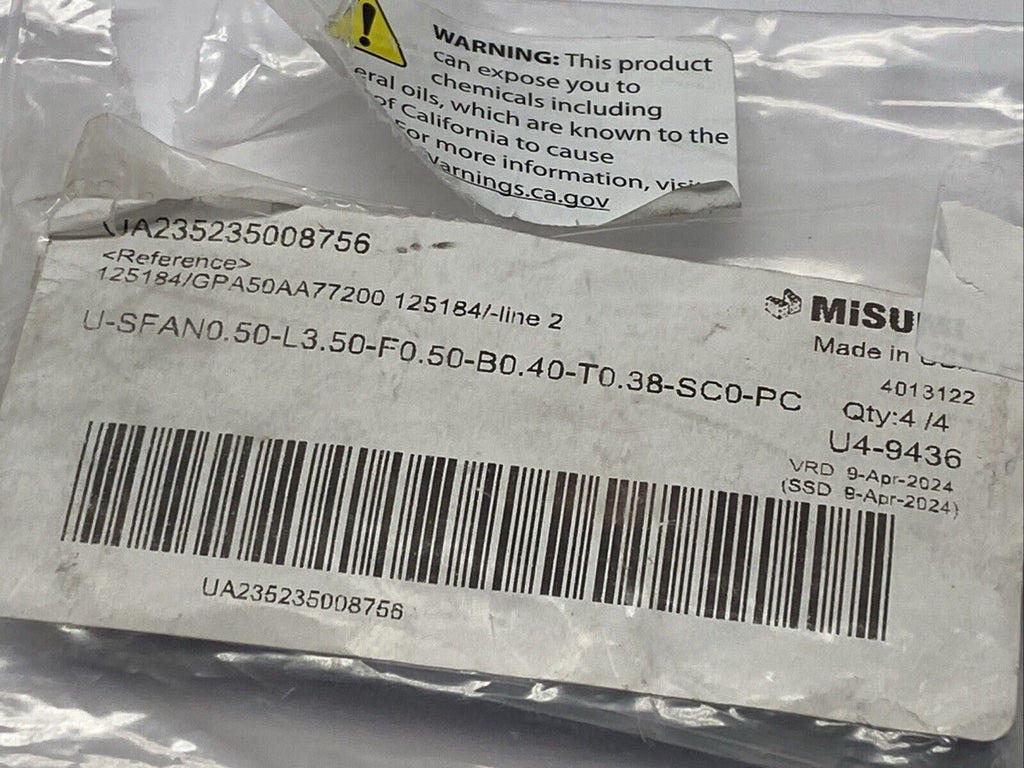 WARNING: This product
can expose you to
chemicals including
eral oils, which are known to the
of California to cause
or more information,
arnings.ca.gov
UA235235008756
<Reference>
125184/GPA50AA77200 125184/-line 2
MiSU
Made in
U-SFAN0.50-L3.50-F0.50-B0.40-T0.38-SC0-PC
4013122
Qty:4 /4
U4-9436
VRD 9-Apr-2024
(SSD 8-Apr-2024)
UA235235008756